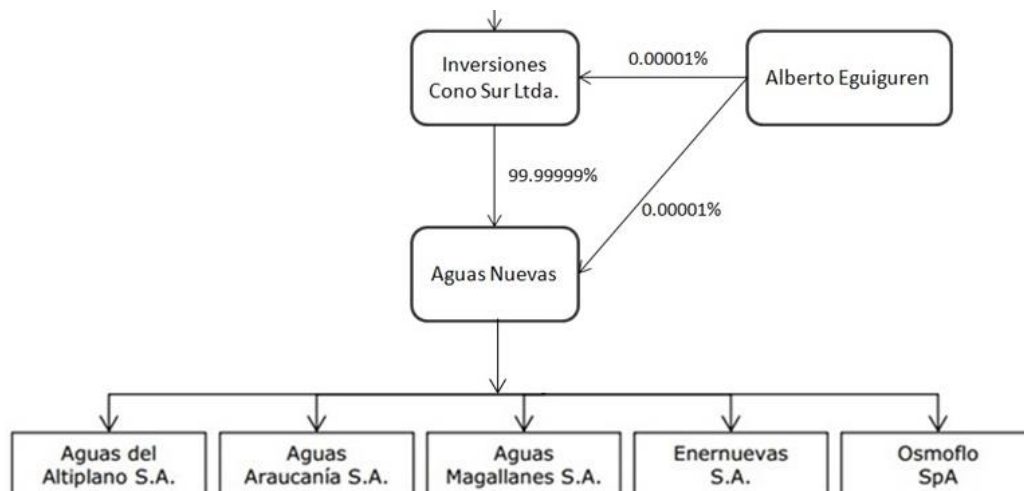 Inversiones
Cono Sur Ltda.
0.00001%
Alberto Eguiguren
99.99999%
0.00001%
Aguas Nuevas
Aguas del
Altiplano S.A.
Aguas
Araucanía S.A.
Aguas
Magallanes S.A.
Enernuevas
S.A.
Osmoflo
SpA